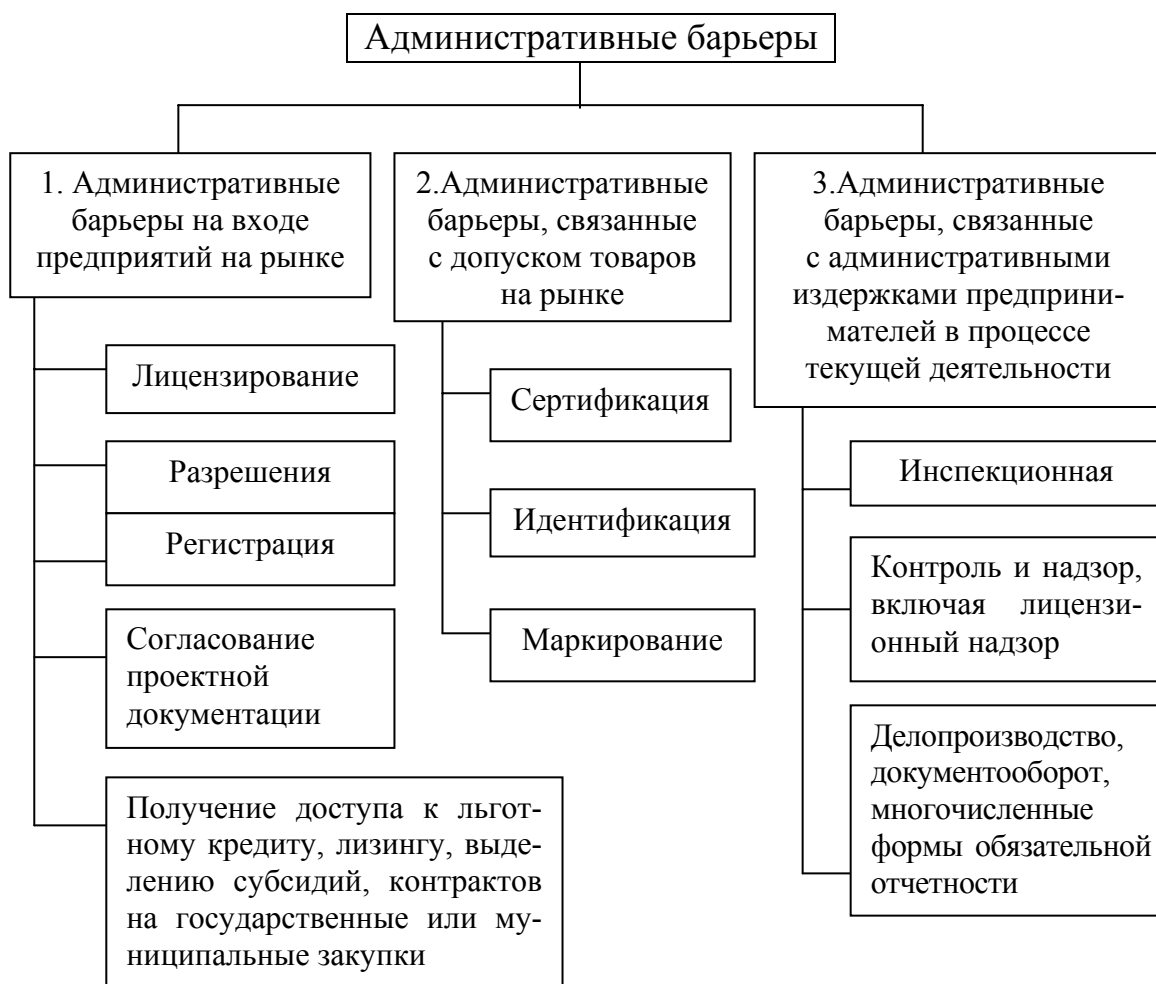 Административные барьеры
1. Административные
барьеры на входе
предприятий на рынке
Лицензирование
Разрешения
Регистрация
Согласование
проектной
документации
Получение доступа к льгот-
ному кредиту, лизингу, выде-
лению субсидий, контрактов
на государственные или му-
ниципальные закупки
2.Административные
барьеры, связанные
с допуском товаров
на рынке
Сертификация
Идентификация
Маркирование
3.Административные
барьеры, связанные
с административными
издержками предприни-
мателей в процессе
текущей деятельности
Инспекционная
Контроль и надзор,
включая лицензи-
онный надзор
Делопроизводство,
документооборот,
многочисленные
формы обязательной
отчетности